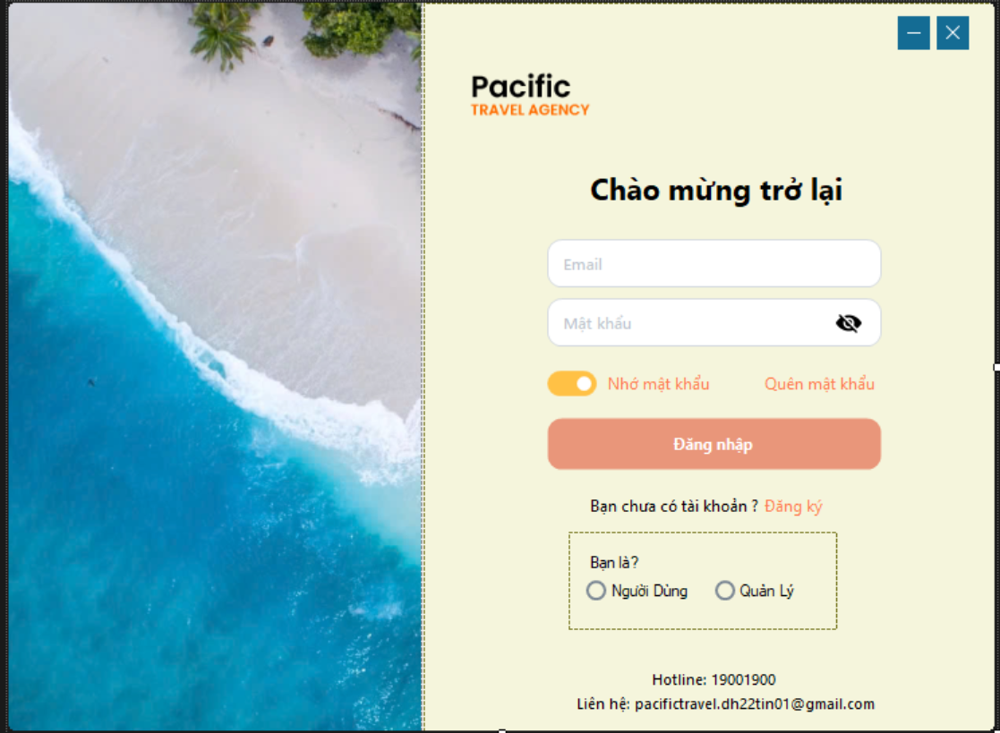 Pacific
TRAVEL AGENCY
Chào mừng trở lại
Email
Mật khẩu
Nhớ mật khẩu Quên mật khẩu
Đăng nhập
Bạn chưa có tài khoản ? Đăng ký
Bạn là?
Người Dùng Quản Lý
Hotline: 19001900
Liên hệ: pacifictravel.dh22tin01@gmail.com